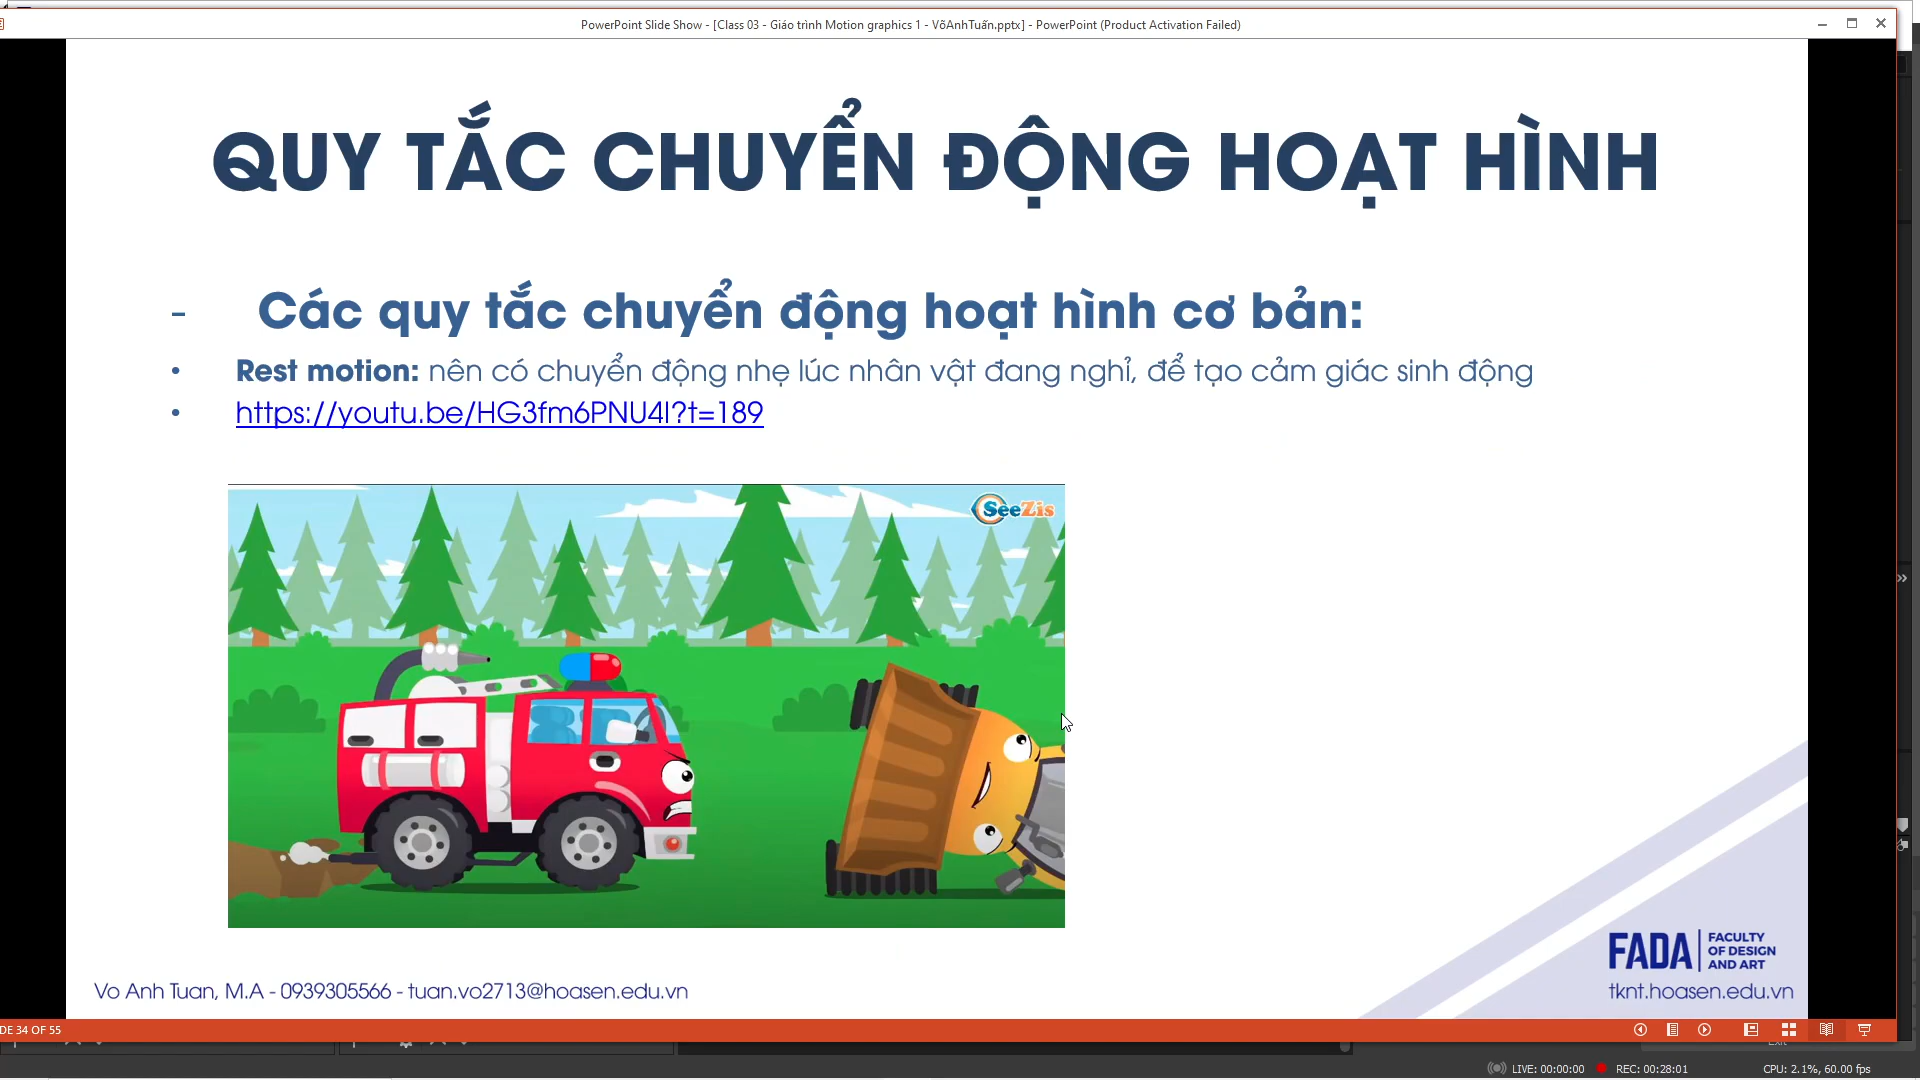 PowerPoint Slide Show - [Class 03 - Giáo trình Motion graphics 1 - VõAnhTuấn.pptx] - PowerPoint (Product Activation Failed)
QUY TẮC CHUYỂN ĐỘNG HOẠT HÌNH
- Các quy tắc chuyển động hoạt hình cơ bản:
• Rest motion: nên có chuyển động nhẹ lúc nhân vật đang nghỉ, để tạo cảm giác sinh động
• https://youtu.be/HG3fm6PNU4I?t=189
SeeZis
FADA FACULTY
OF DESIGN
AND ART
Vo Anh Tuan, M.A - 0939305566 - tuan.vo2713@hoasen.edu.vn
tknt.hoasen.edu.vn
DE 34 OF 55
LIVE: 00:00:00
REC: 00:28:01
CPU: 2.1%, 60.00 fps